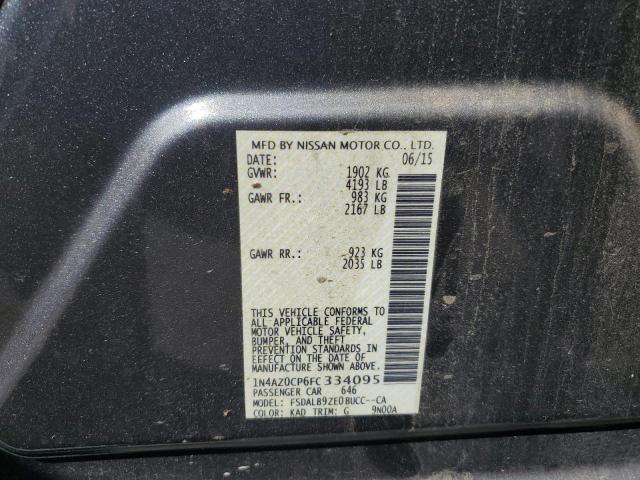 MFD BY NISSAN MOTOR CO., LTD.
DATE: 06/15
GVWR: 1902 KG
4193 LB
GAWR FR: 983 KG
2167 LB
GAWR RR: 923 KG
2035 LB
THIS VEHICLE CONFORMS TO
ALL APPLICABLE FEDERAL
MOTOR VEHICLE SAFETY,
BUMPER, AND THEFT
PREVENTION STANDARDS IN
EFFECT ON THE DATE OF
MANUFACTURE SHOWN ABOVE.
1N4AZ0CP6FC334095
PASSENGER CAR 646
MODEL: FSDALB9ZE0BUCC--CA
COLOR: KAD TRIM: G 9N00A